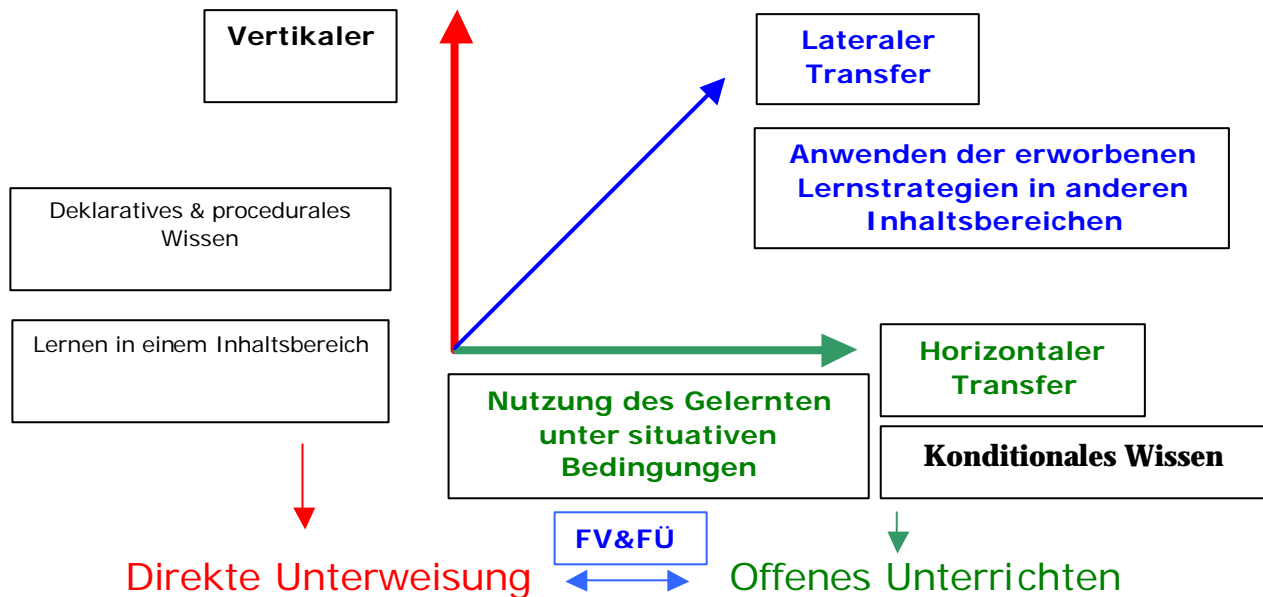 Vertikaler
Lateraler
Transfer
Anwenden der erworbenen
Lernstrategien in anderen
Inhaltsbereichen
Deklaratives & procedurales
Wissen
Lernen in einem Inhaltsbereich
Horizontaler
Transfer
Nutzung des Gelernten
unter situativen
Bedingungen
Konditionales Wissen
FV&FÜ
Direkte Unterweisung
Offenes Unterrichten